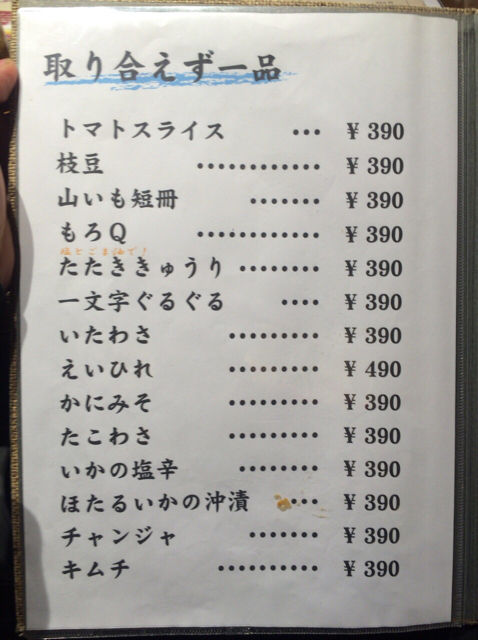 取り合えず一品
トマトスライス ・・・ ¥390
枝豆 ・・・・・・・・・・・・ ¥390
山いも短冊 ・・・・・・・ ¥390
もろQ ・・・・・・・・・・・・ ¥390
塩とごま油で!
たたききゅうり ・・・・・・・・ ¥390
一文字ぐるぐる ・・・・ ¥390
いたわさ ・・・・・・・・・ ¥390
えいひれ ・・・・・・・・・ ¥490
かにみそ ・・・・・・・・・ ¥390
たこわさ ・・・・・・・・・ ¥390
いかの塩辛 ・・・・・・・・ ¥390
ほたるいかの沖漬 ・・・ ¥390
チャンジャ ・・・・・・・ ¥390
キムチ ・・・・・・・・・・ ¥390